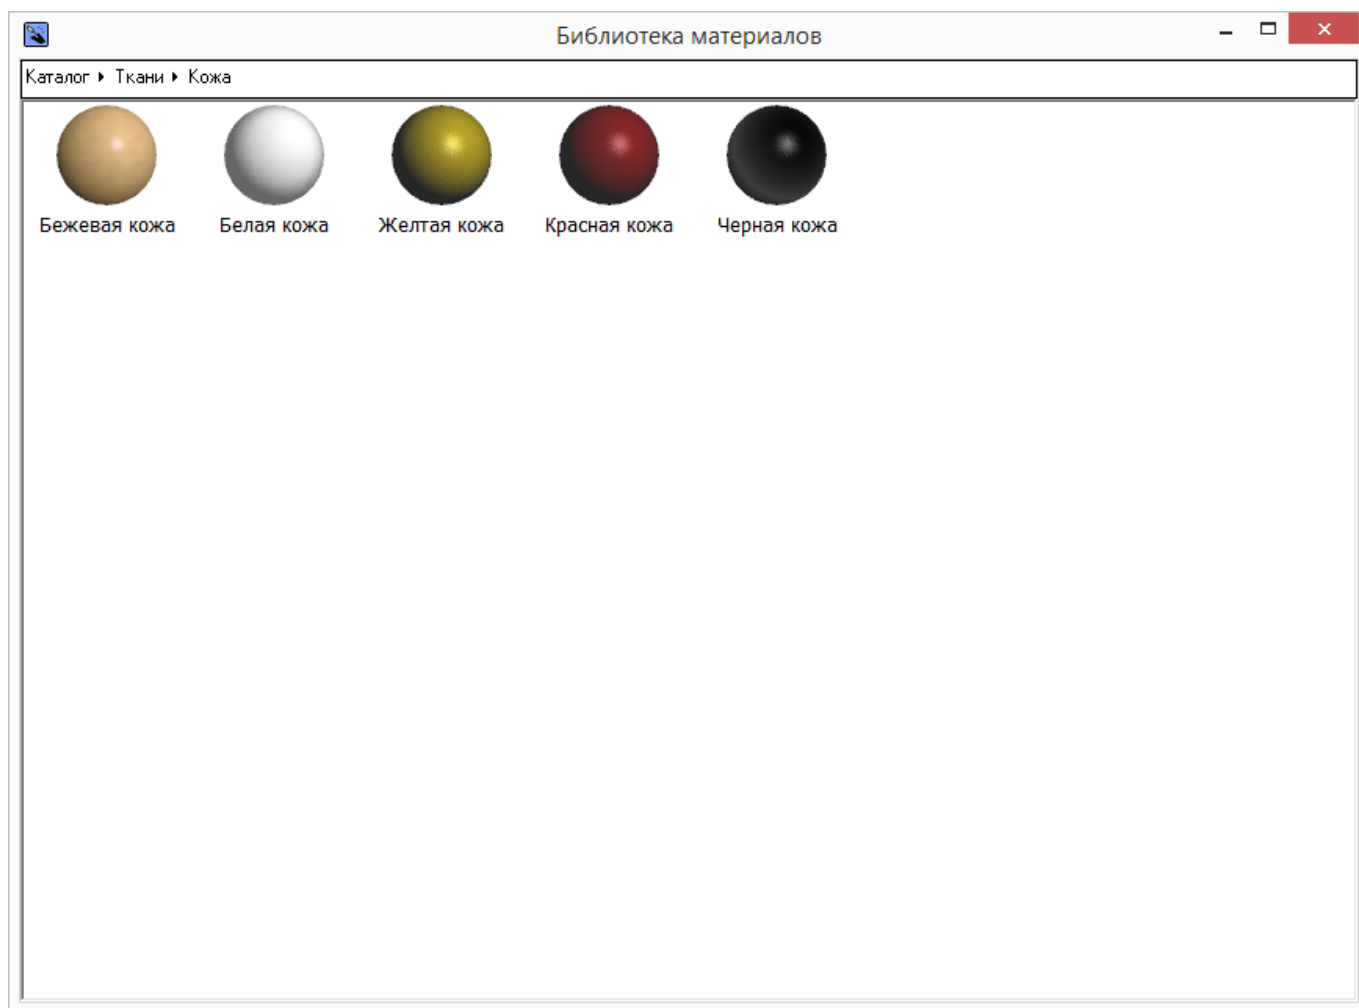 Библиотека материалов
Каталог ▸ Ткани ▸ Кожа
Бежевая кожа Белая кожа Желтая кожа Красная кожа Черная кожа